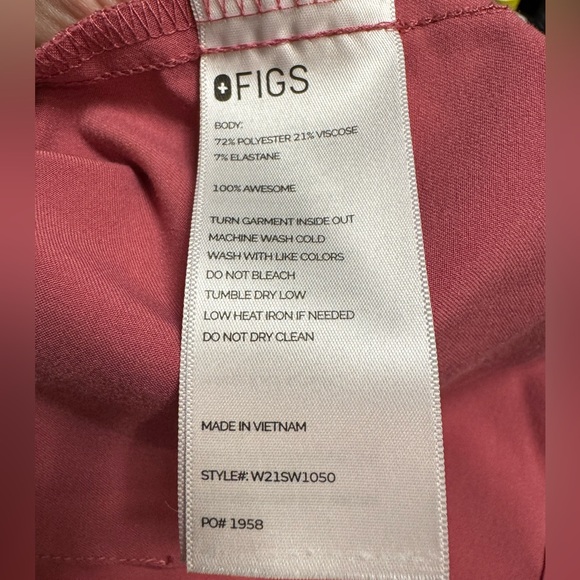 FIGS
BODY:
72% POLYESTER 21% VISCOSE
7% ELASTANE
100% AWESOME
TURN GARMENT INSIDE OUT
MACHINE WASH COLD
WASH WITH LIKE COLORS
DO NOT BLEACH
TUMBLE DRY LOW
LOW HEAT IRON IF NEEDED
DO NOT DRY CLEAN
MADE IN VIETNAM
STYLE#: W21SW1050
PO# 1958